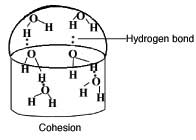 O H O H
H H
Hydrogen bond
O O
H H H H
O H O
H H H
Cohesion